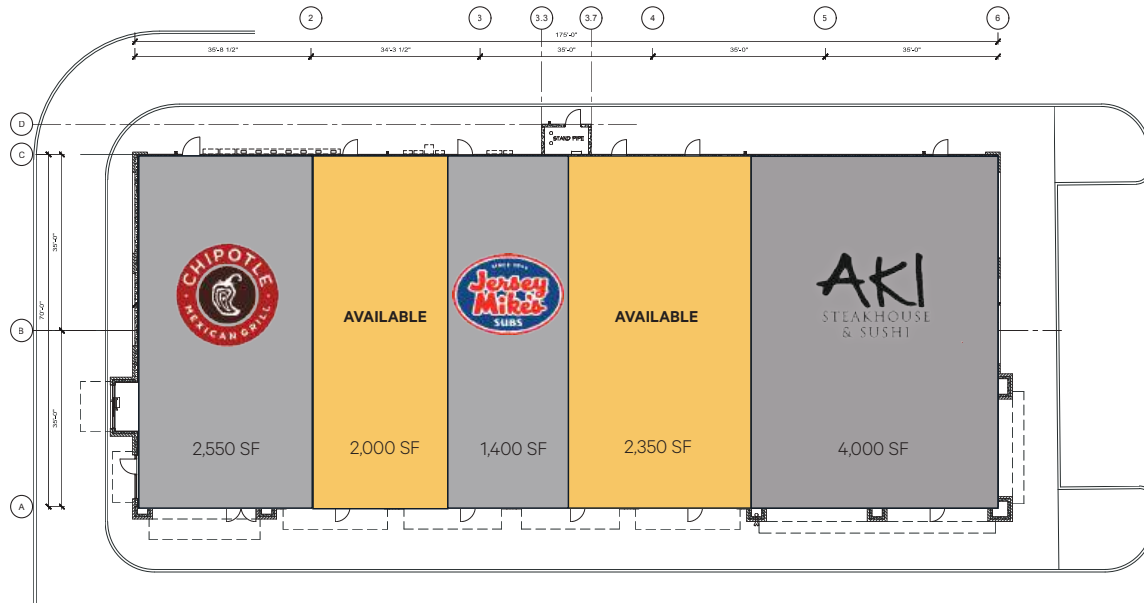 2
3
3.3
3.7
4
5
6
175'-0"
35'-8 1/2"
34'-3 1/2"
35'-0"
35'-0"
35'-0"
D
STAND PIPE
C
35'-0"
70'-0"
B
35'-0"
A
CHIPOTLE
MEXICAN GRILL
AVAILABLE
SINCE 1956
Jersey
Mike's
SUBS
AVAILABLE
AKI
STEAKHOUSE
& SUSHI
2,550 SF
2,000 SF
1,400 SF
2,350 SF
4,000 SF